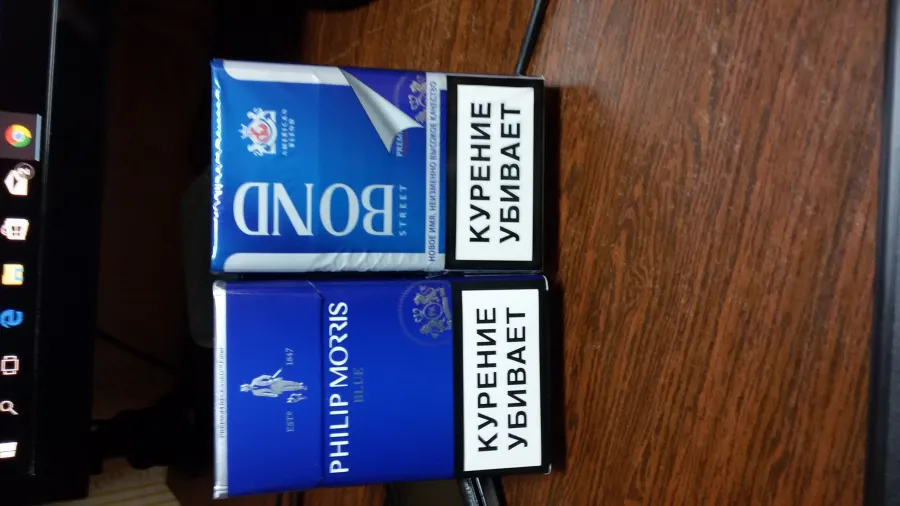 AMERICAN
BLEND
BOND
STREET
НОВОЕ ИМЯ, НЕИЗМЕННО ВЫСОКОЕ КАЧЕСТВО
КУРЕНИЕ
УБИВАЕТ
ESTD 1847
PHILIP MORRIS
BLUE
КУРЕНИЕ
УБИВАЕТ